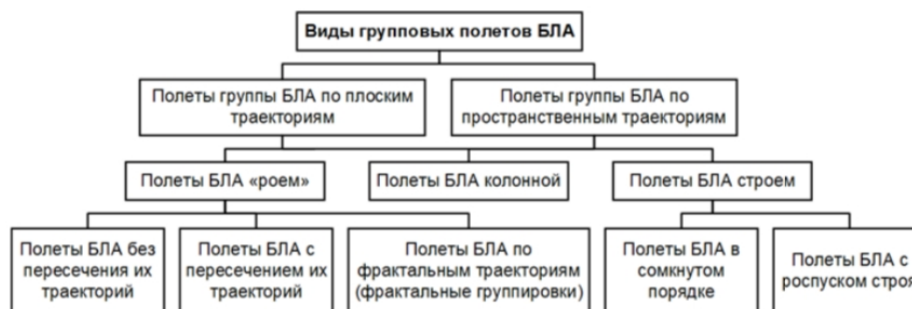 Виды групповых полетов БЛА
Полеты группы БЛА по плоским
траекториям
Полеты группы БЛА по
пространственным траекториям
Полеты БЛА «роем»
Полеты БЛА колонной
Полеты БЛА строем
Полеты БЛА без
пересечения их
траекторий
Полеты БЛА с
пересечением их
траекторий
Полеты БЛА по
фрактальным траекториям
(фрактальные группировки)
Полеты БЛА в
сомкнутом
порядке
Полеты БЛА с
роспуском строя